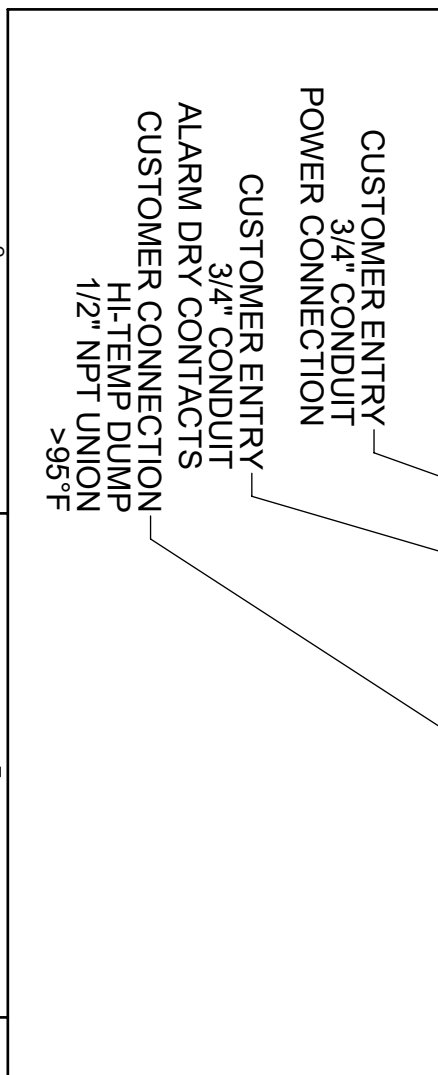 CUSTOMER ENTRY
3/4" CONDUIT
POWER CONNECTION
CUSTOMER ENTRY
3/4" CONDUIT
ALARM DRY CONTACTS
CUSTOMER CONNECTION
HI-TEMP DUMP
1/2" NPT UNION
>95°F